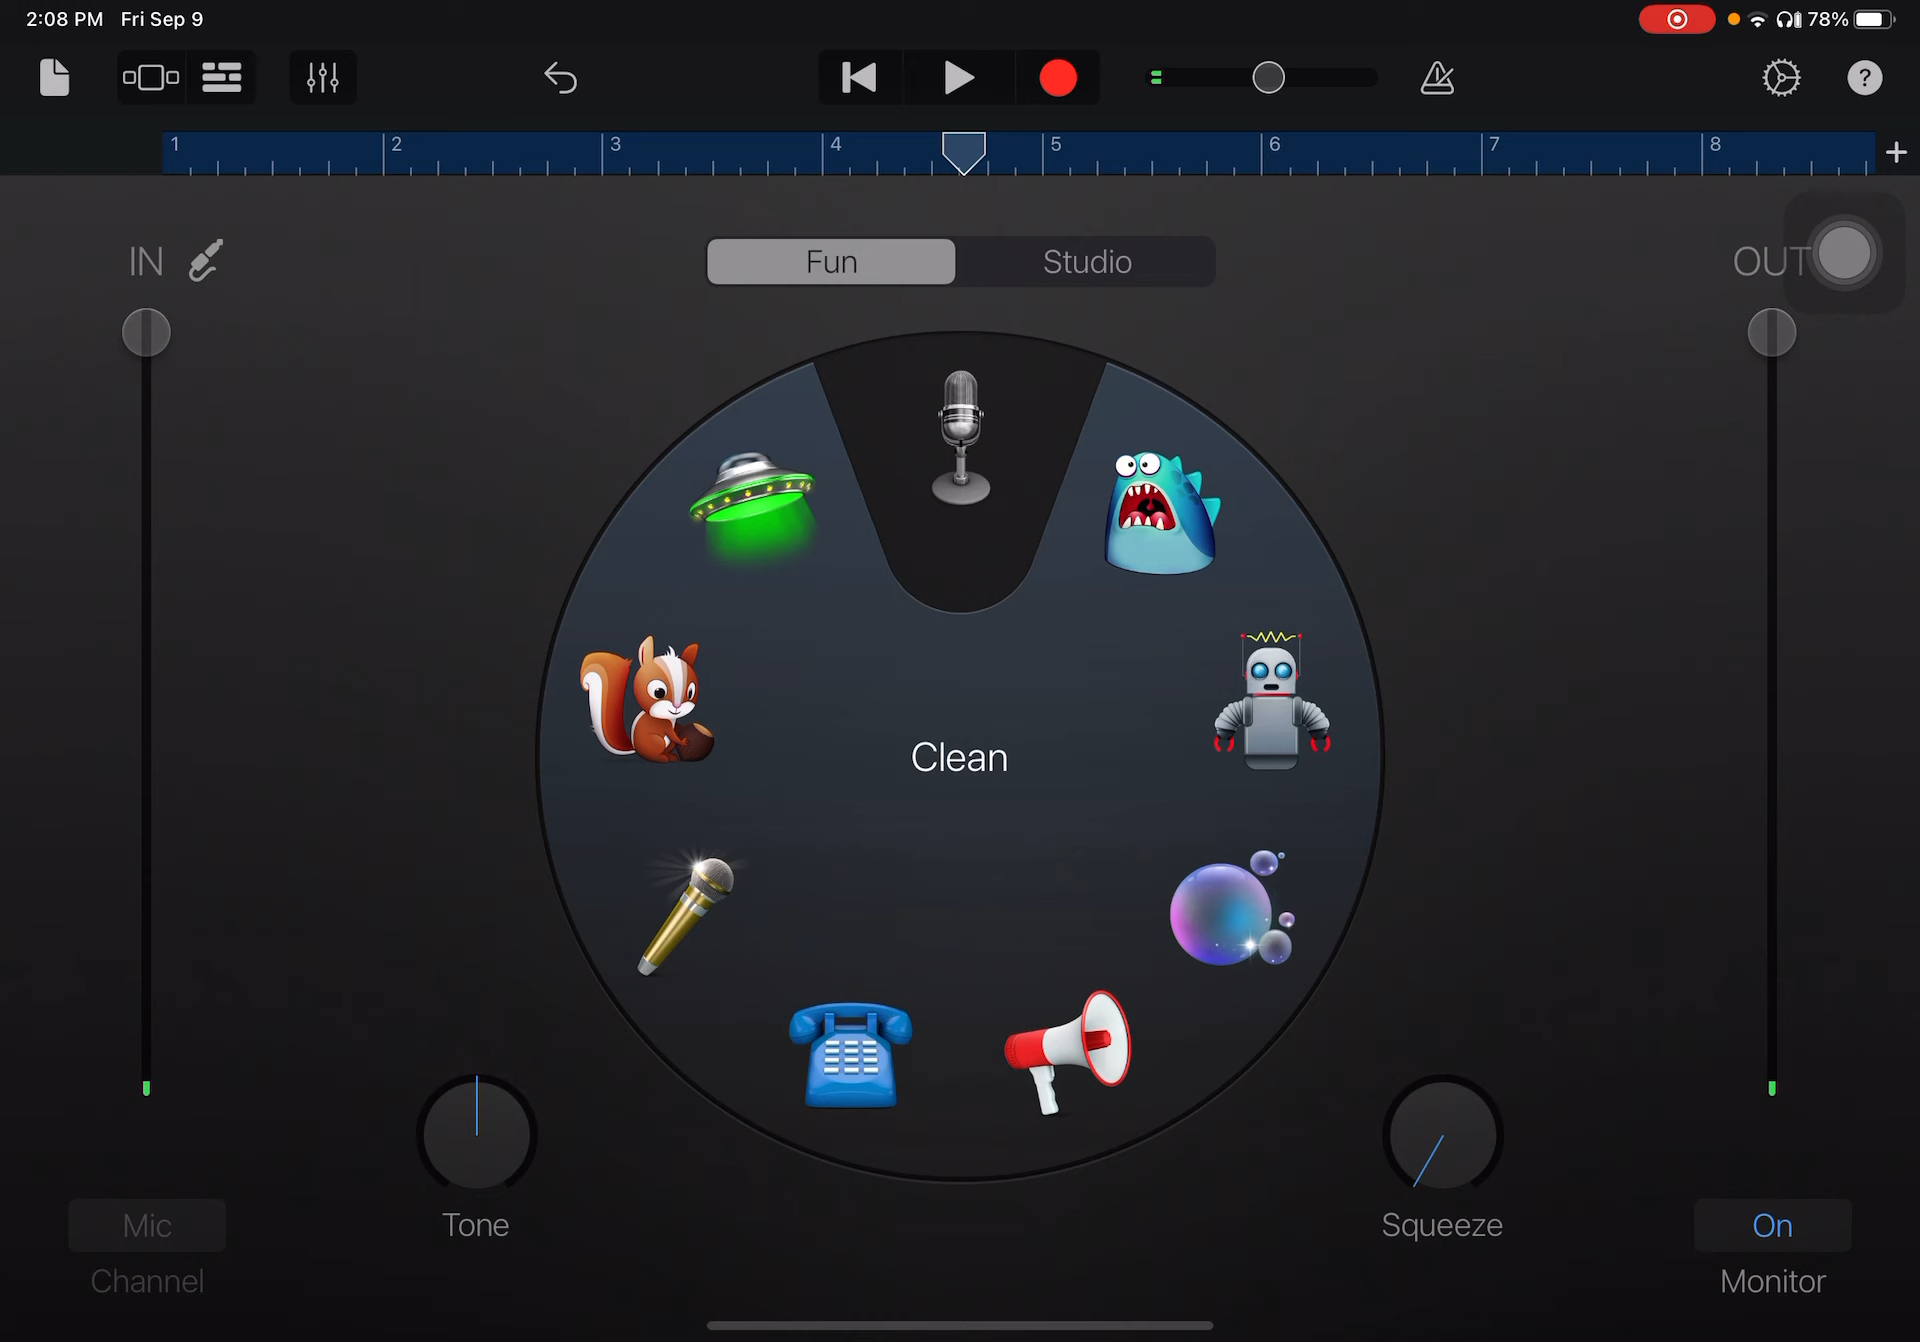 2:08 PM Fri Sep 9 78%
?
1 2 3 4 5 6 7 8 +
IN Fun Studio OUT
Clean
Mic Tone Squeeze On
Channel Monitor